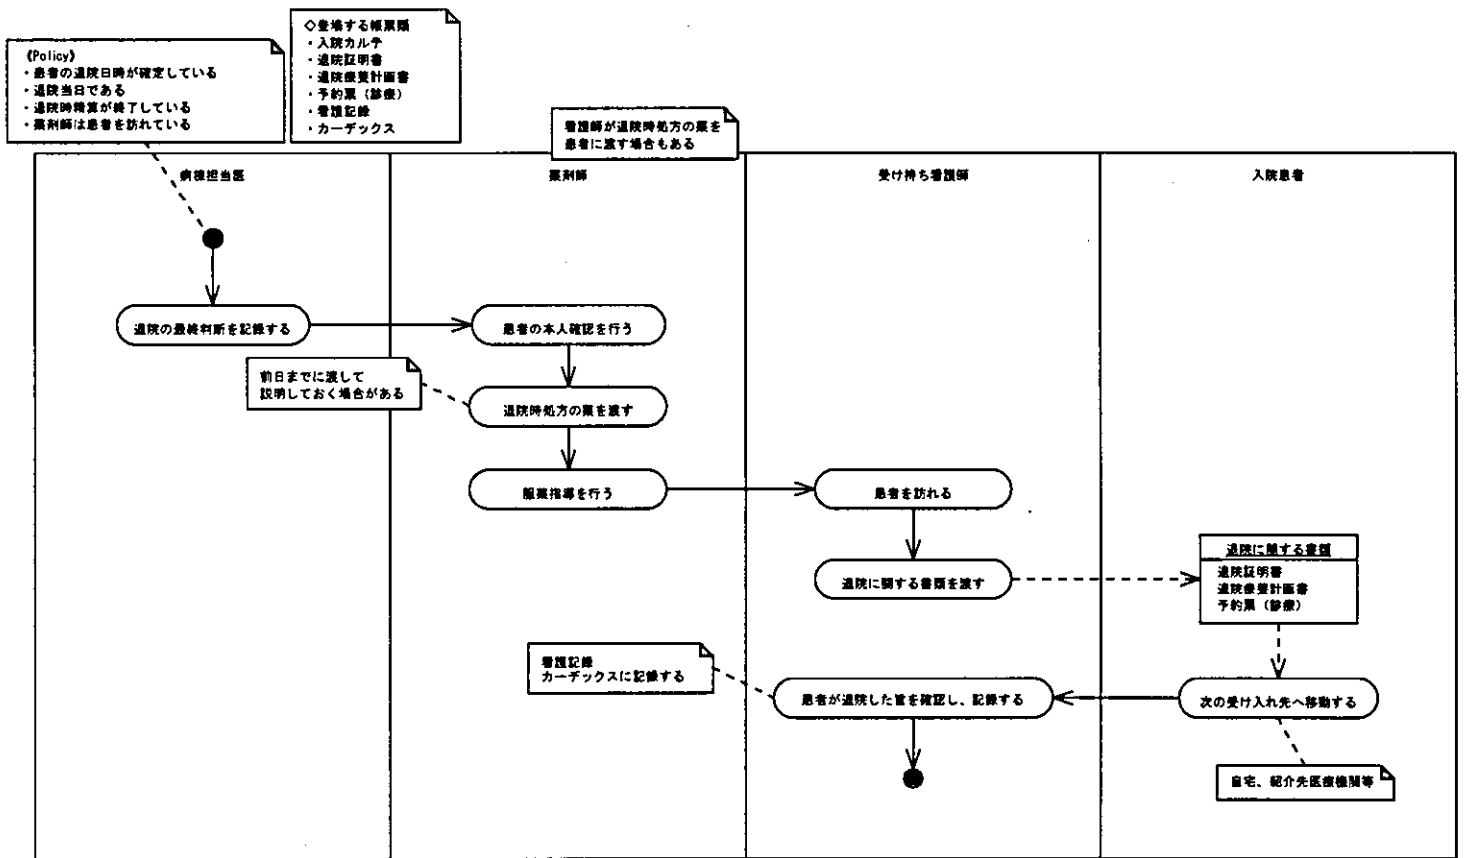 《Policy》
・患者の退院日時が確定している
・退院当日である
・退院時精算が終了している
・薬剤師は患者を訪れている
◇登場する帳票類
・入院カルテ
・退院証明書
・退院療養計画書
・予約票（診療）
・看護記録
・カーデックス
看護師が退院時処方の薬を
患者に渡す場合もある
病棟担当医
薬剤師
受け持ち看護師
入院患者
退院の最終判断を記録する
患者の本人確認を行う
前日までに渡して
説明しておく場合がある
退院時処方の薬を渡す
服薬指導を行う
患者を訪れる
退院に関する書類を渡す
退院に関する書類
退院証明書
退院療養計画書
予約票（診療）
看護記録
カーデックスに記録する
患者が退院した旨を確認し、記録する
次の受け入れ先へ移動する
自宅、紹介先医療機関等